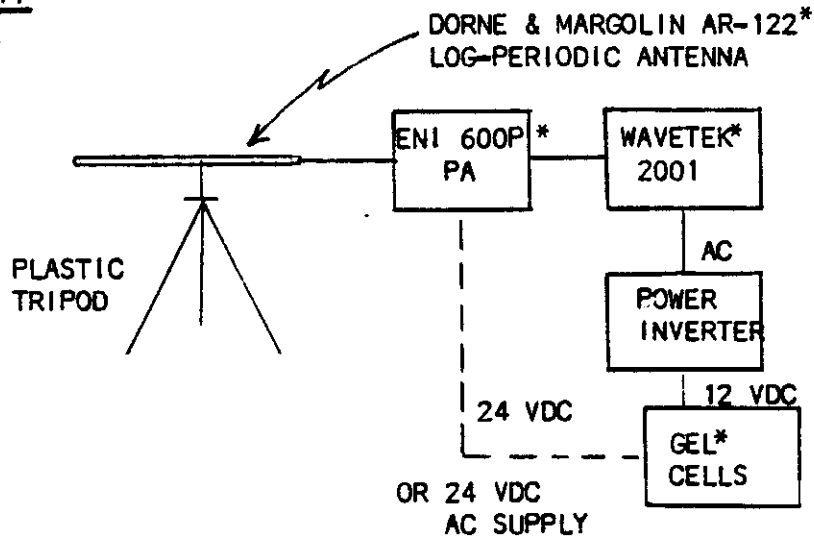 DORNE & MARGOLIN AR-122*
LOG-PERIODIC ANTENNA
ENI 600P *
PA
WAVETEK*
2001
PLASTIC
TRIPOD
AC
POWER
INVERTER
12 VDC
24 VDC
GEL*
CELLS
OR 24 VDC
AC SUPPLY